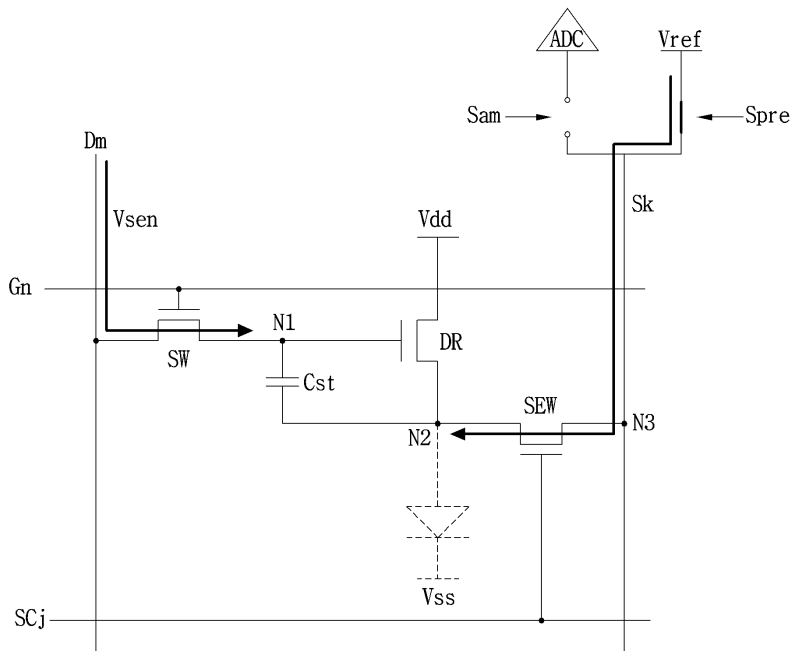 ADC
Vref
Sam
Spre
Dm
Vsen
Sk
Vdd
Gn
N1
DR
SW
Cst
SEW
N2
N3
Vss
SCj